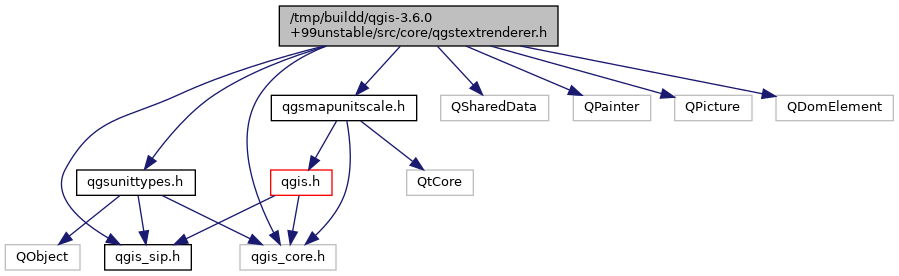 /tmp/buildd/qgis-3.6.0
+99unstable/src/core/qgstextrenderer.h
qgsmapunitscale.h
QSharedData
QPainter
QPicture
QDomElement
qgsunittypes.h
qgis.h
QtCore
QObject
qgis_sip.h
qgis_core.h